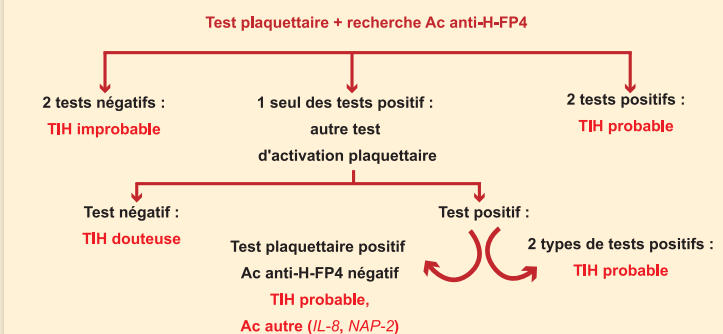 Test plaquettaire + recherche Ac anti-H-FP4
2 tests négatifs :
TIH improbable
1 seul des tests positif :
autre test
d'activation plaquettaire
2 tests positifs :
TIH probable
Test négatif :
TIH douteuse
Test positif :
Test plaquettaire positif
Ac anti-H-FP4 négatif
TIH probable,
Ac autre (IL-8, NAP-2)
2 types de tests positifs :
TIH probable